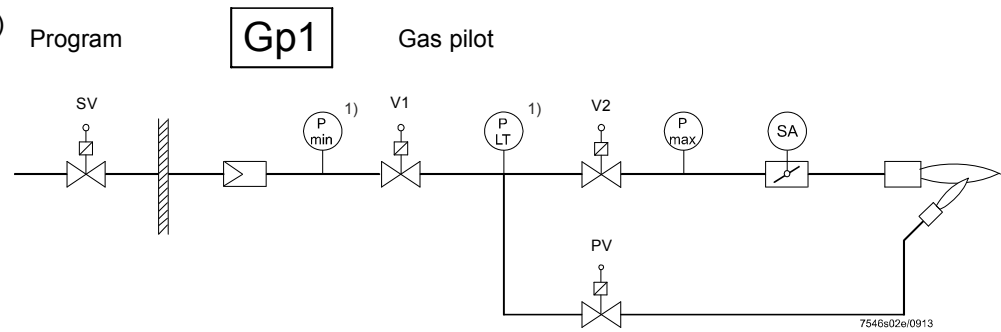 )
Program Gp1 Gas pilot
SV V1 V2
P min 1) P LT 1) P max SA
PV
7546s02e/0913